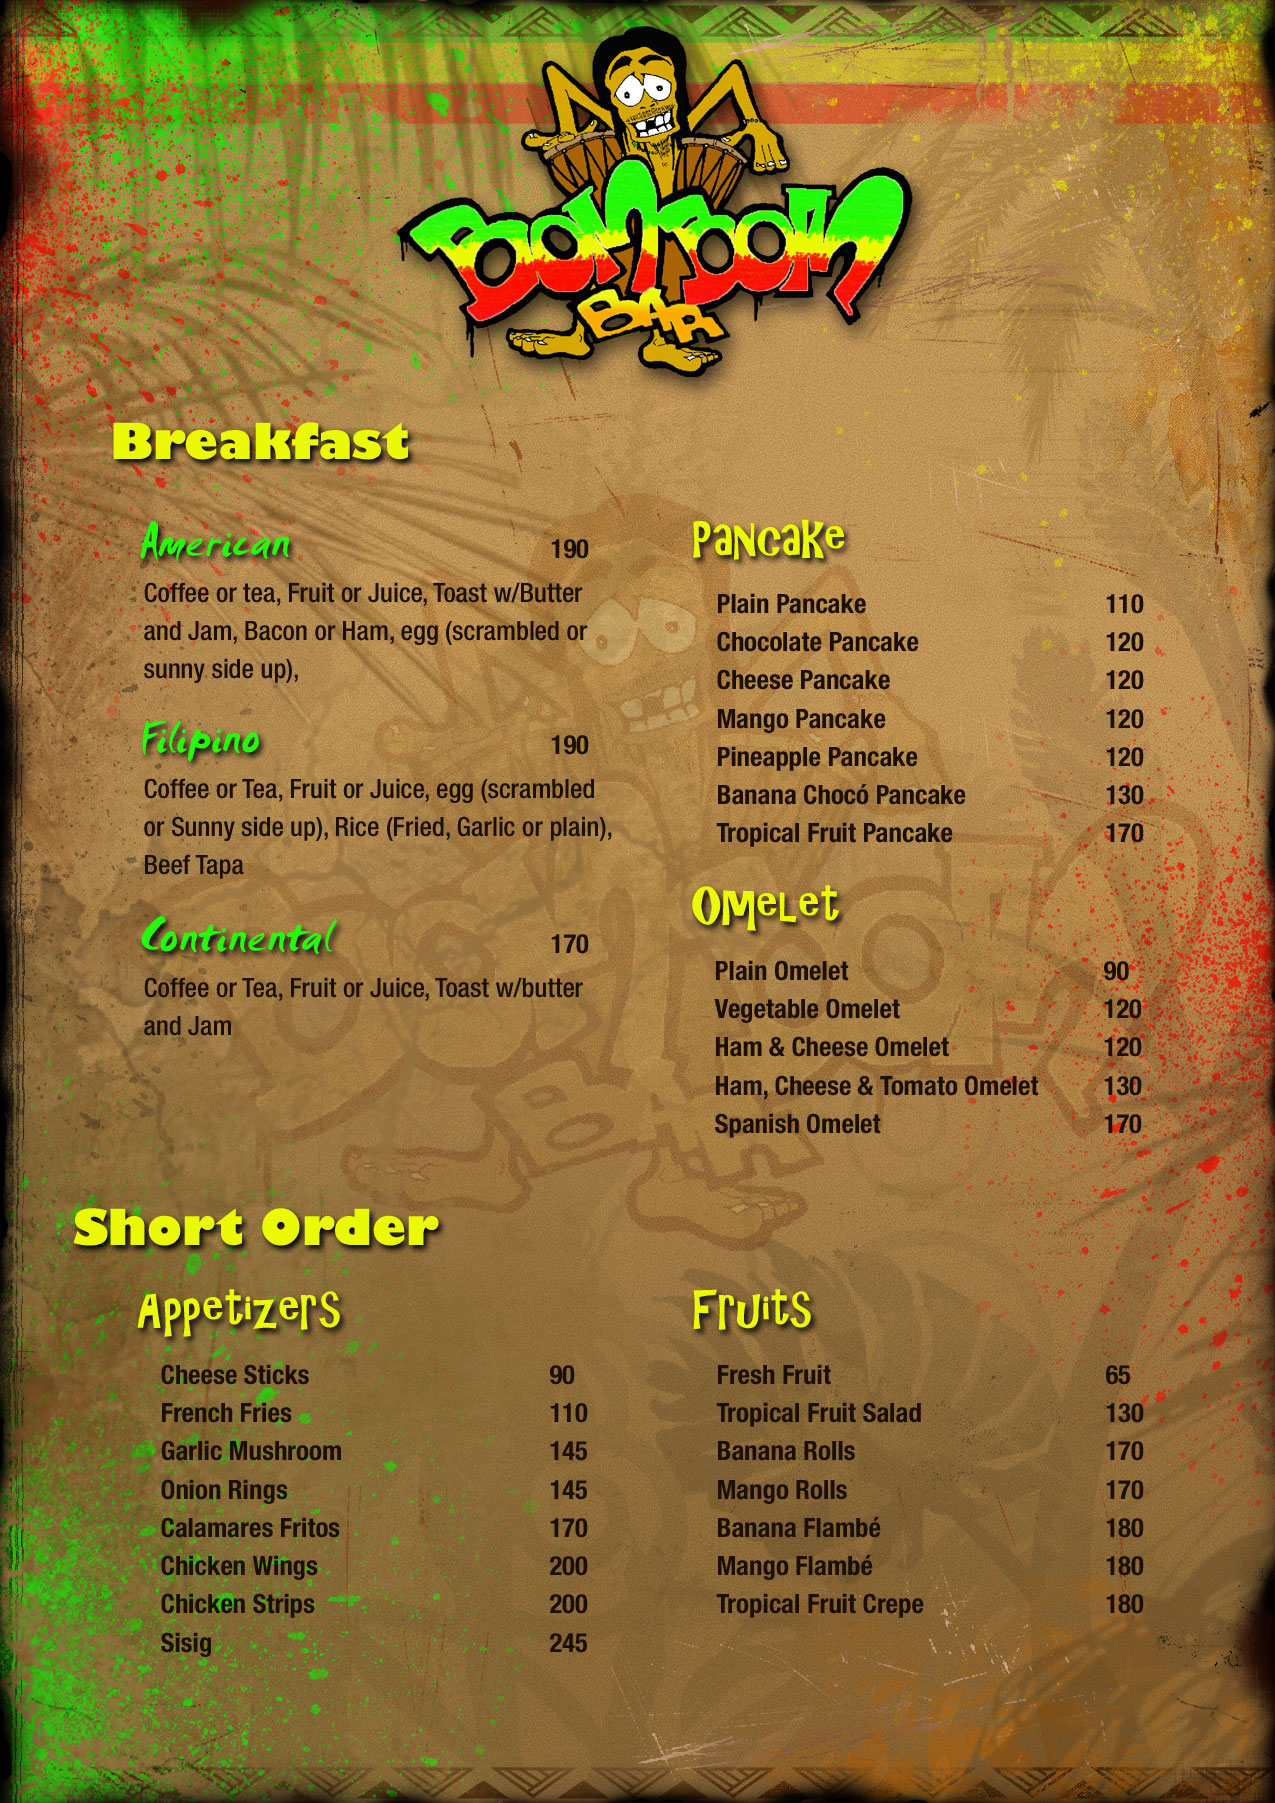 BOMBOM
BAR
Breakfast
American 190
Coffee or tea, Fruit or Juice, Toast w/Butter
and Jam, Bacon or Ham, egg (scrambled or
sunny side up),
Filipino 190
Coffee or Tea, Fruit or Juice, egg (scrambled
or Sunny side up), Rice (Fried, Garlic or plain),
Beef Tapa
Continental 170
Coffee or Tea, Fruit or Juice, Toast w/butter
and Jam
Pancake
Plain Pancake 110
Chocolate Pancake 120
Cheese Pancake 120
Mango Pancake 120
Pineapple Pancake 120
Banana Chocó Pancake 130
Tropical Fruit Pancake 170
Omelet
Plain Omelet 90
Vegetable Omelet 120
Ham & Cheese Omelet 120
Ham, Cheese & Tomato Omelet 130
Spanish Omelet 170
Short Order
Appetizers
Cheese Sticks 90
French Fries 110
Garlic Mushroom 145
Onion Rings 145
Calamares Fritos 170
Chicken Wings 200
Chicken Strips 200
Sisig 245
Fruits
Fresh Fruit 65
Tropical Fruit Salad 130
Banana Rolls 170
Mango Rolls 170
Banana Flambé 180
Mango Flambé 180
Tropical Fruit Crepe 180